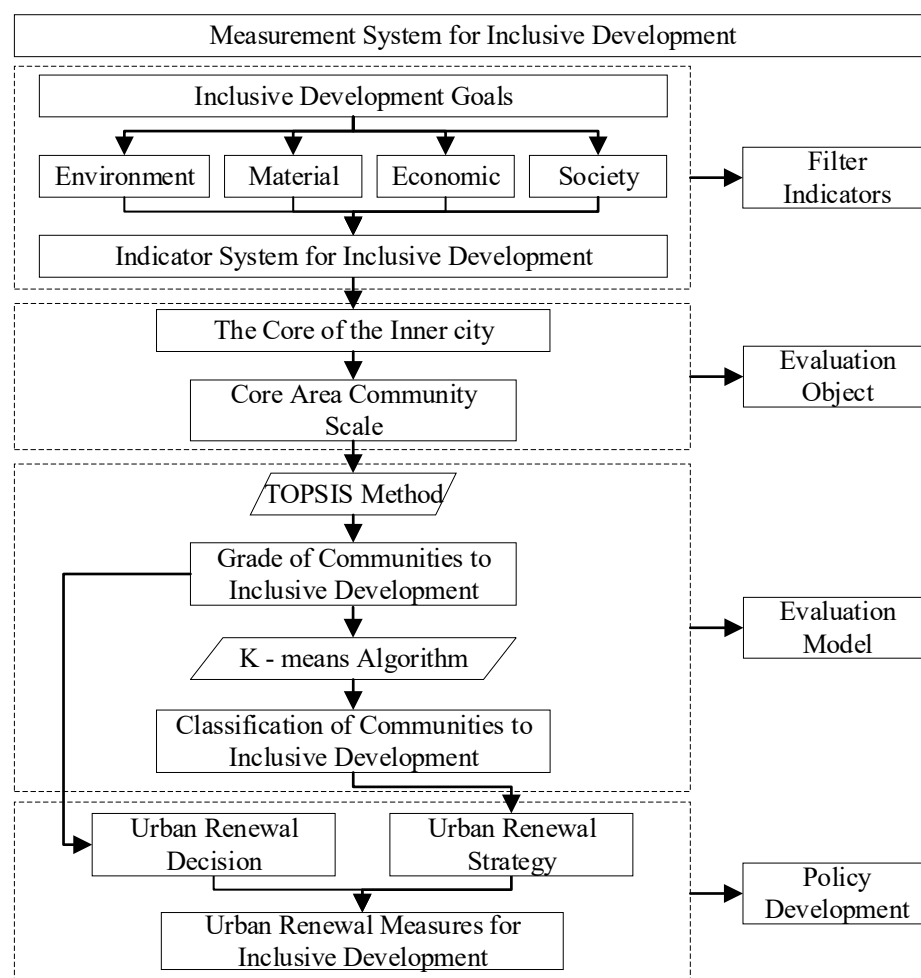 Measurement System for Inclusive Development
Inclusive Development Goals
Environment
Material
Economic
Society
Indicator System for Inclusive Development
Filter
Indicators
The Core of the Inner city
Core Area Community
Scale
Evaluation
Object
TOPSIS Method
Grade of Communities to
Inclusive Development
K - means Algorithm
Classification of Communities to
Inclusive Development
Evaluation
Model
Urban Renewal
Decision
Urban Renewal
Strategy
Urban Renewal Measures for
Inclusive Development
Policy
Development